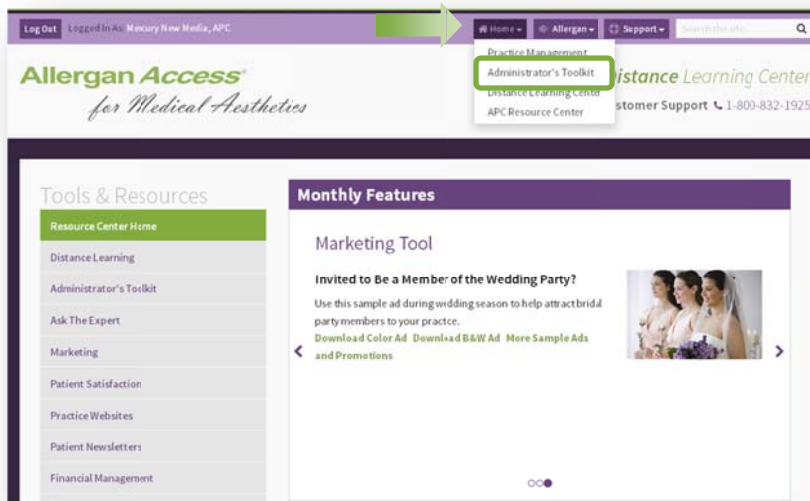 Log Out Logged In As: Mercury New Media, APC
Home Allergan Support Search the site
Practice Management
Administrator's Toolkit
Distance Learning Center
APC Resource Center
Allergan Access®
for Medical Aesthetics
istance Learning Center
stomer Support 1-800-832-1925
Tools & Resources
Resource Center Home
Distance Learning
Administrator's Toolkit
Ask The Expert
Marketing
Patient Satisfaction
Practice Websites
Patient Newsletters
Financial Management
Monthly Features
Marketing Tool
Invited to Be a Member of the Wedding Party?
Use this sample ad during wedding season to help attract bridal
party members to your practce.
Download Color Ad Download B&W Ad More Sample Ads
and Promotions